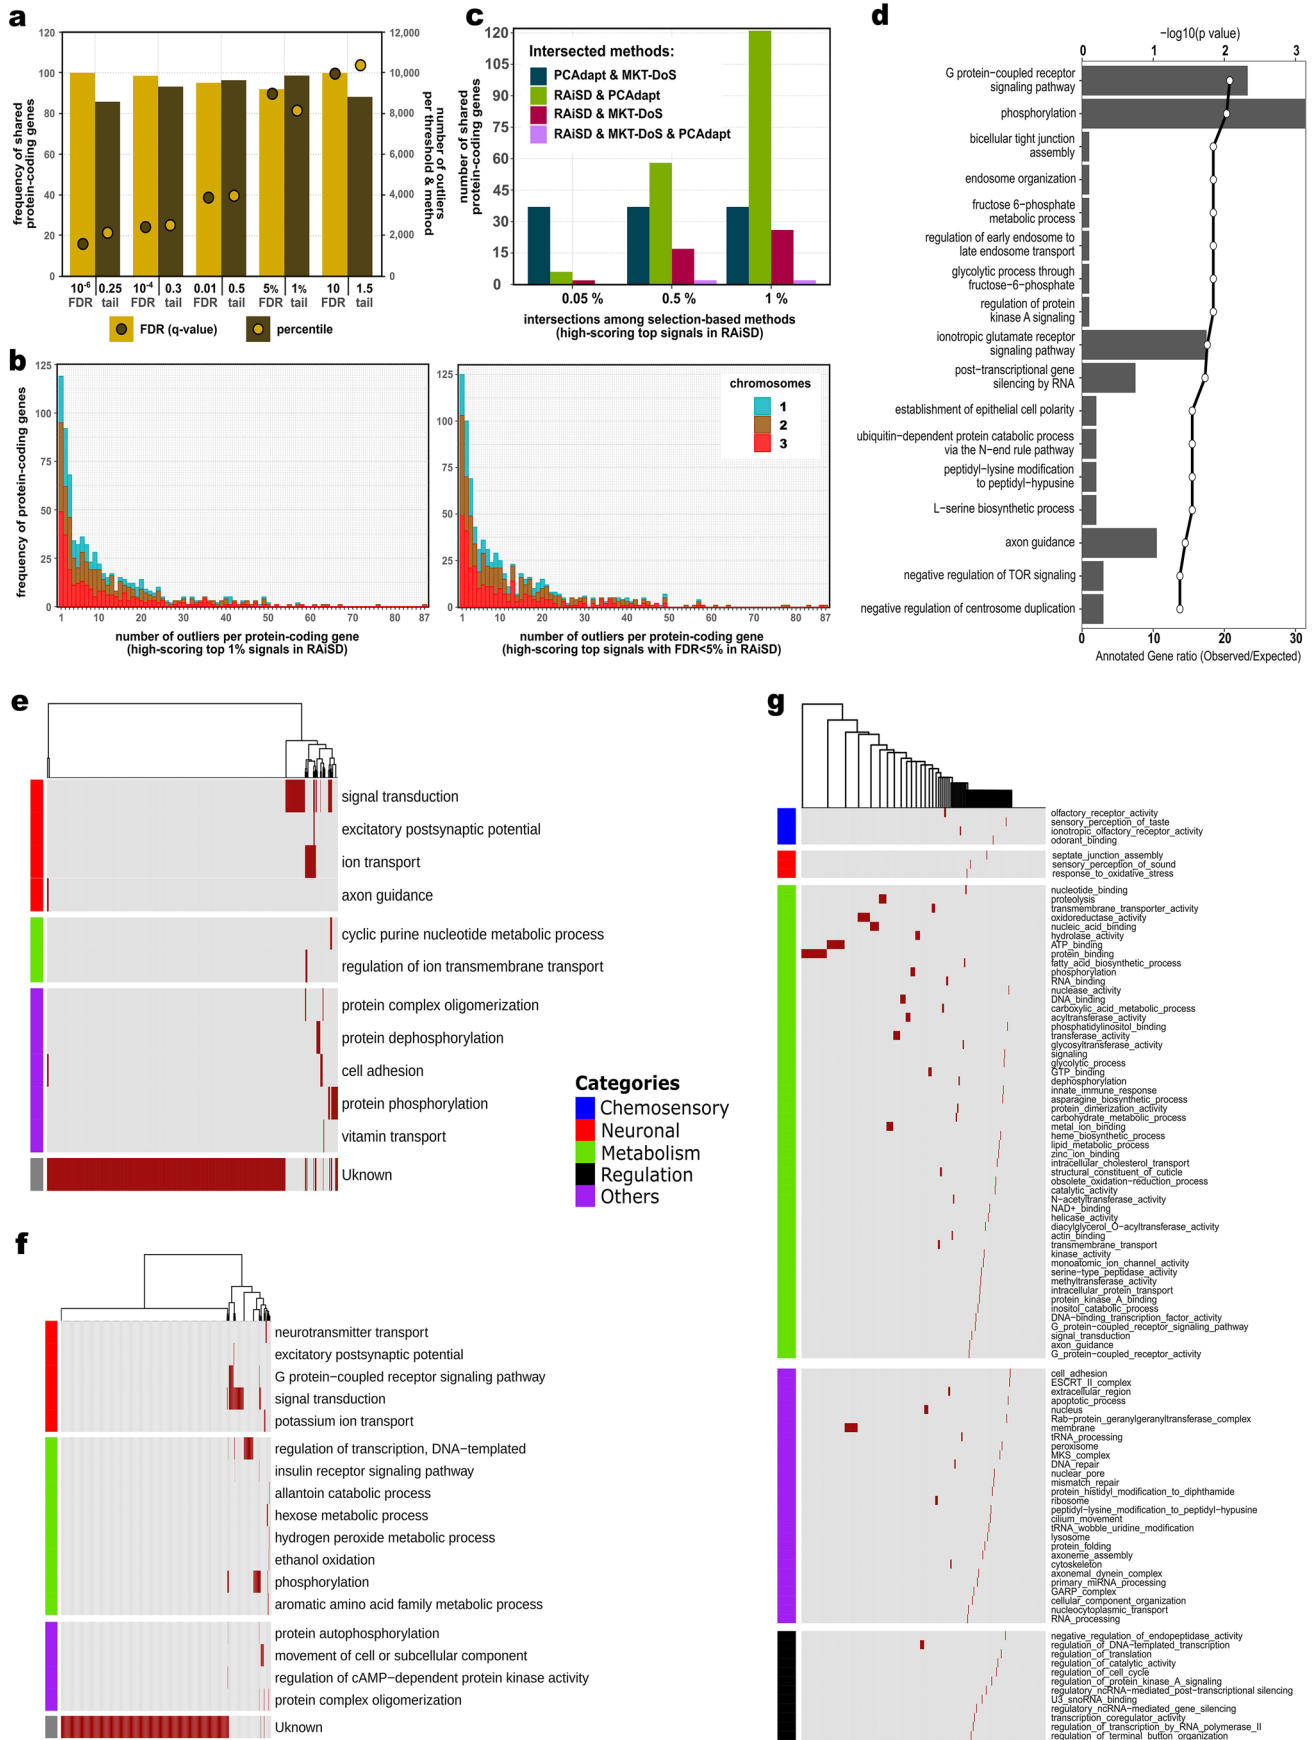 a
frequency of shared
protein-coding genes
120
100
80
60
40
20
0
12,000
10,000
8,000
6,000
4,000
2,000
0
number of outliers
per threshold & method
10-6 0.25 10-4 0.3 0.01 0.5 5% 1% 10 1.5
FDR tail FDR tail FDR tail FDR tail FDR tail
FDR (q-value)
percentile
c
number of shared
protein-coding genes
120
105
90
75
60
45
30
15
0
Intersected methods:
PCAdapt & MKT-DoS
RAiSD & PCAdapt
RAiSD & MKT-DoS
RAiSD & MKT-DoS & PCAdapt
0.05 % 0.5 % 1 %
intersections among selection-based methods
(high-scoring top signals in RAiSD)
b
frequency of protein-coding genes
125
100
75
50
25
0
1 10 20 30 40 50 60 70 80 87
number of outliers per protein-coding gene
(high-scoring top 1% signals in RAiSD)
125
100
75
50
25
0
chromosomes
1
2
3
1 10 20 30 40 50 60 70 80 87
number of outliers per protein-coding gene
(high-scoring top signals with FDR<5% in RAiSD)
d
−log10(p value)
0 1 2 3
G protein-coupled receptor
signaling pathway
phosphorylation
bicellular tight junction
assembly
endosome organization
fructose 6-phosphate
metabolic process
regulation of early endosome to
late endosome transport
glycolytic process through
fructose−6−phosphate
regulation of protein
kinase A signaling
ionotropic glutamate receptor
signaling pathway
post-transcriptional gene
silencing by RNA
establishment of epithelial cell polarity
ubiquitin-dependent protein catabolic process
via the N-end rule pathway
peptidyl-lysine modification
to peptidyl-hypusine
L−serine biosynthetic process
axon guidance
negative regulation of TOR signaling
negative regulation of centrosome duplication
0 10 20 30
Annotated Gene ratio (Observed/Expected)
e
signal transduction
excitatory postsynaptic potential
ion transport
axon guidance
cyclic purine nucleotide metabolic process
regulation of ion transmembrane transport
protein complex oligomerization
protein dephosphorylation
cell adhesion
protein phosphorylation
vitamin transport
Uknown
Categories
Chemosensory
Neuronal
Metabolism
Regulation
Others
f
neurotransmitter transport
excitatory postsynaptic potential
G protein−coupled receptor signaling pathway
signal transduction
potassium ion transport
regulation of transcription, DNA−templated
insulin receptor signaling pathway
allantoin catabolic process
hexose metabolic process
hydrogen peroxide metabolic process
ethanol oxidation
phosphorylation
aromatic amino acid family metabolic process
protein autophosphorylation
movement of cell or subcellular component
regulation of cAMP−dependent protein kinase activity
protein complex oligomerization
Uknown
g
olfactory_receptor_activity
sensory_perception_of_taste
ionotropic_olfactory_receptor_activity
odorant_binding
septate_junction_assembly
sensory_perception_of_sound
response_to_oxidative_stress
nucleotide_binding
proteolysis
transmembrane_transporter_activity
oxidoreductase_activity
nucleic_acid_binding
hydrolase_activity
ATP_binding
protein_binding
fatty_acid_biosynthetic_process
phosphorylation
RNA_binding
nuclease_activity
DNA_binding
carboxylic_acid_metabolic_process
acyltransferase_activity
phosphatidylinositol_binding
transferase_activity
glycosyltransferase_activity
signaling
glycolytic_process
GTP_binding
dephosphorylation
innate_immune_response
asparagine_biosynthetic_process
protein_dimerization_activity
carbohydrate_metabolic_process
metal_ion_binding
heme_biosynthetic_process
lipid_metabolic_process
zinc_ion_binding
intracellular_cholesterol_transport
structural_constituent_of_cuticle
obsolete_oxidation−reduction_process
catalytic_activity
N−acetyltransferase_activity
NAD+_binding
helicase_activity
diacylglycerol_O−acyltransferase_activity
actin_binding
transmembrane_transport
kinase_activity
monoatomic_ion_channel_activity
serine−type_peptidase_activity
methyltransferase_activity
intracellular_protein_transport
protein_kinase_A_binding
inositol_catabolic_process
DNA−binding_transcription_factor_activity
G_protein−coupled_receptor_signaling_pathway
signal_transduction
axon_guidance
G_protein−coupled_receptor_activity
cell_adhesion
ESCRT_II_complex
extracellular_region
apoptotic_process
nucleus
Rab−protein_geranylgeranyltransferase_complex
membrane
tRNA_processing
peroxisome
MKS_complex
DNA_repair
nuclear_pore
mismatch_repair
protein_histidyl_modification_to_diphthamide
ribosome
peptidyl−lysine_modification_to_peptidyl−hypusine
cilium_movement
tRNA_wobble_uridine_modification
lysosome
protein_folding
axoneme_assembly
cytoskeleton
axonemal_dynein_complex
primary_miRNA_processing
GARP_complex
cellular_component_organization
nucleocytoplasmic_transport
RNA_processing
negative_regulation_of_endopeptidase_activity
regulation_of_DNA−templated_transcription
regulation_of_translation
regulation_of_catalytic_activity
regulation_of_cell_cycle
regulation_of_protein_kinase_A_signaling
regulatory_ncRNA−mediated_post−transcriptional silencing
U3_snoRNA_binding
regulatory_ncRNA−mediated_gene_silencing
transcription_coregulator_activity
regulation_of_transcription_by_RNA_polymerase_II
regulation_of_terminal_button_organization